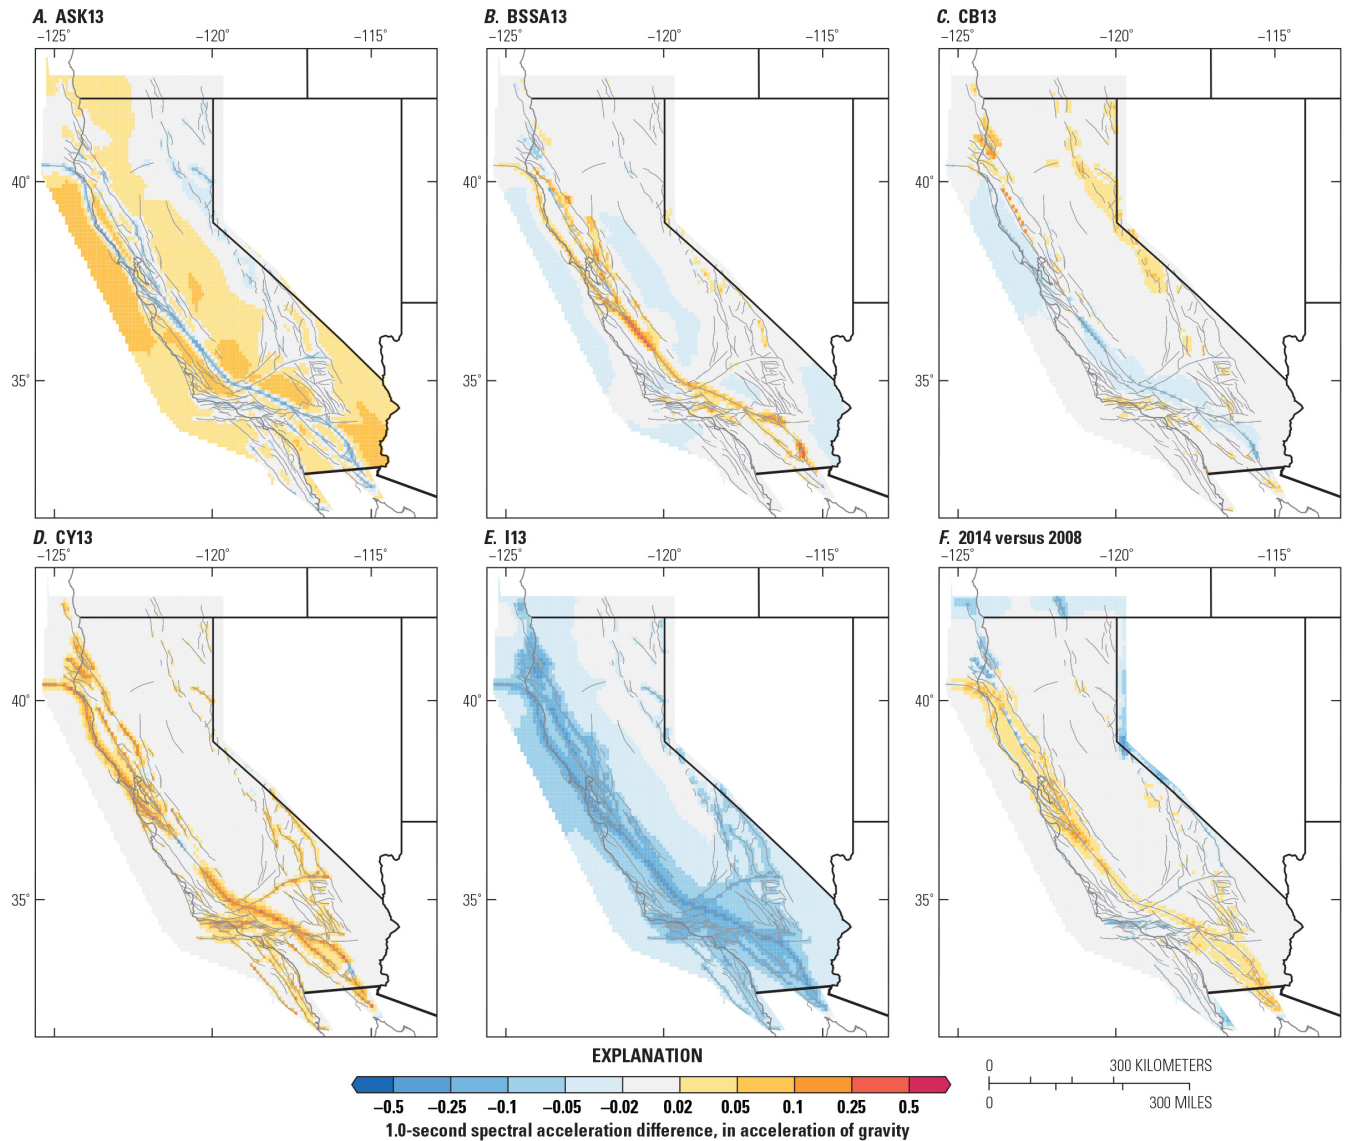 A. ASK13
−125° −120° −115°
40°
35°
B. BSSA13
−125° −120° −115°
40°
35°
C. CB13
−125° −120° −115°
40°
35°
D. CY13
−125° −120° −115°
40°
35°
E. I13
−125° −120° −115°
40°
35°
F. 2014 versus 2008
−125° −120° −115°
40°
35°
EXPLANATION
−0.5 −0.25 −0.1 −0.05 −0.02 0.02 0.05 0.1 0.25 0.5
1.0-second spectral acceleration difference, in acceleration of gravity
0 300 KILOMETERS
0 300 MILES